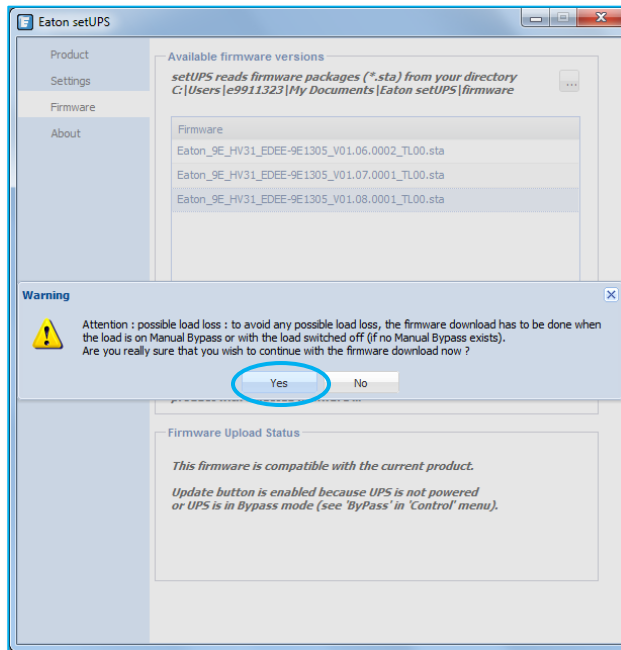 Eaton setUPS
Product
Settings
Firmware
About
Available firmware versions
setUPS reads firmware packages (*.sta) from your directory
C:|Users|e9911323|My Documents|Eaton setUPS|firmware
...
Firmware
Eaton_9E_HV31_EDEE-9E1305_V01.06.0002_TL00.sta
Eaton_9E_HV31_EDEE-9E1305_V01.07.0001_TL00.sta
Eaton_9E_HV31_EDEE-9E1305_V01.08.0001_TL00.sta
Warning
Attention : possible load loss : to avoid any possible load loss, the firmware download has to be done when
the load is on Manual Bypass or with the load switched off (if no Manual Bypass exists).
Are you really sure that you wish to continue with the firmware download now ?
Yes No
Firmware Upload Status
This firmware is compatible with the current product.
Update button is enabled because UPS is not powered
or UPS is in Bypass mode (see 'ByPass' in 'Control' menu).